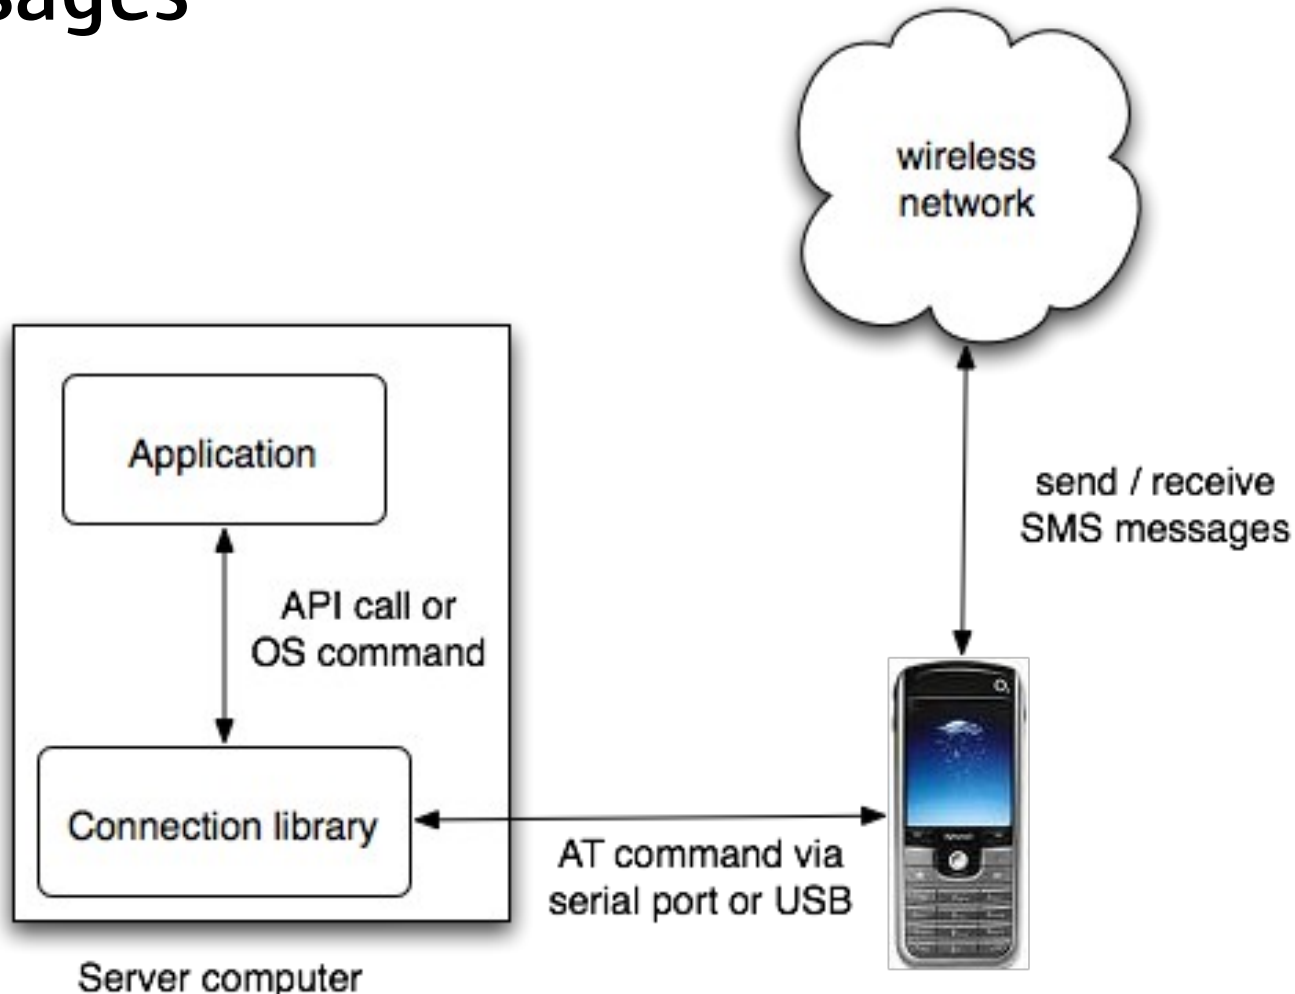 wireless
network
Application
send / receive
SMS messages
API call or
OS command
Connection library
AT command via
serial port or USB
Server computer